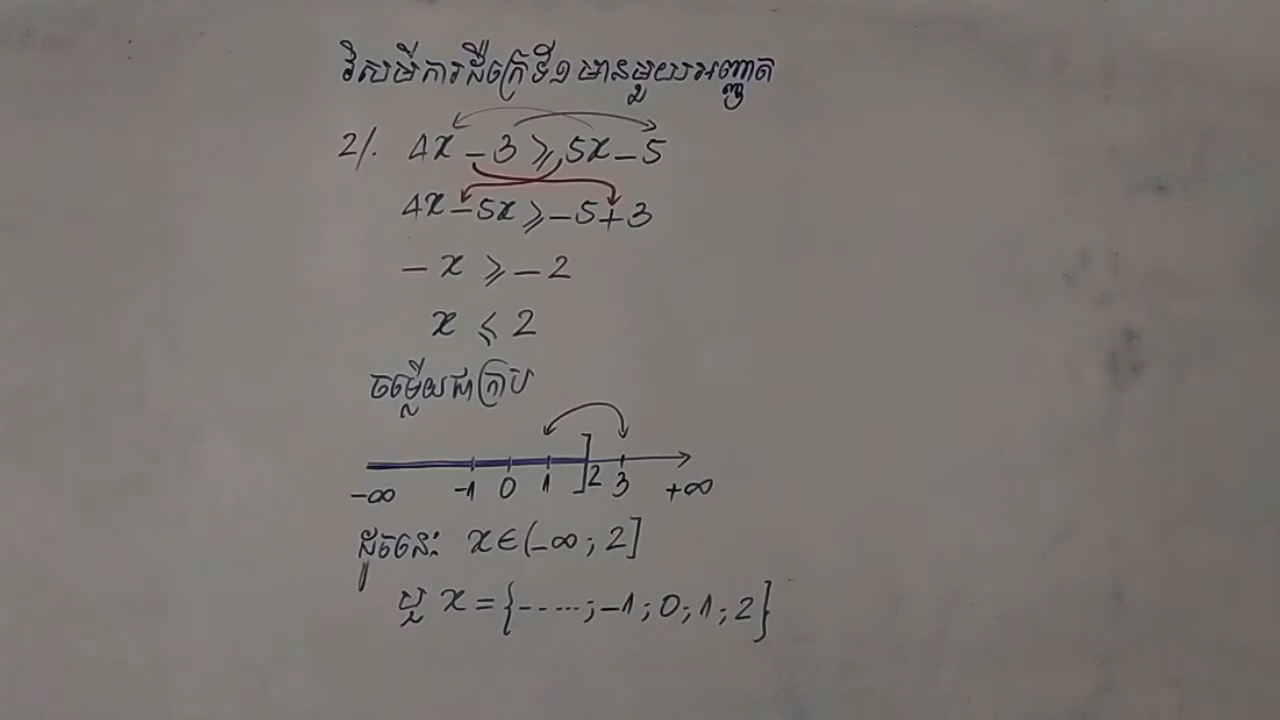 វិសមីការដឺក្រេទី១ មានមួយអញ្ញាត
2/. 4x - 3 ⩾ 5x - 5
4x - 5x ⩾ - 5 + 3
- x ⩾ - 2
x ⩽ 2
ចម្លើយជាក្រាប
-∞ -1 0 1 2 3 +∞
ដូចនេះ x ∈ (-∞ ; 2]
ឬ x = {-----; -1 ; 0 ; 1 ; 2}